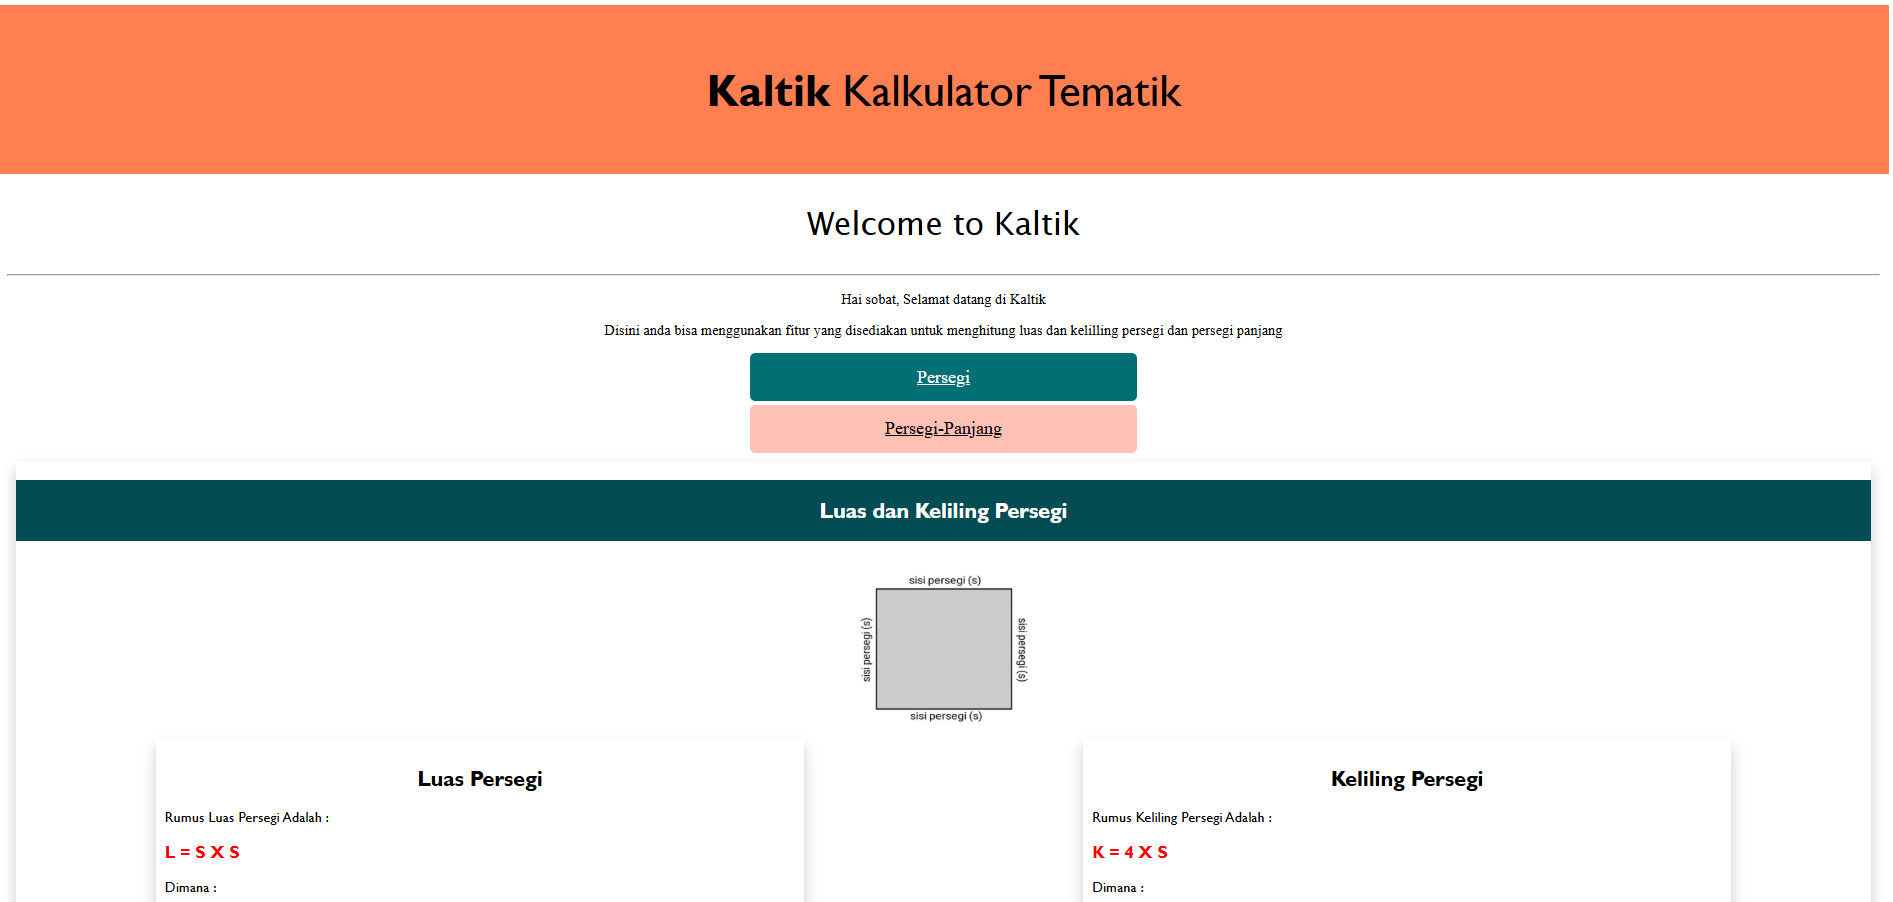 Kaltik Kalkulator Tematik
Welcome to Kaltik
Hai sobat, Selamat datang di Kaltik
Disini anda bisa menggunakan fitur yang disediakan untuk menghitung luas dan kelilling persegi dan persegi panjang
Persegi
Persegi-Panjang
Luas dan Keliling Persegi
sisi persegi (s)
sisi persegi (s)
sisi persegi (s)
sisi persegi (s)
Luas Persegi
Rumus Luas Persegi Adalah :
L = S X S
Dimana :
Keliling Persegi
Rumus Keliling Persegi Adalah :
K = 4 X S
Dimana :